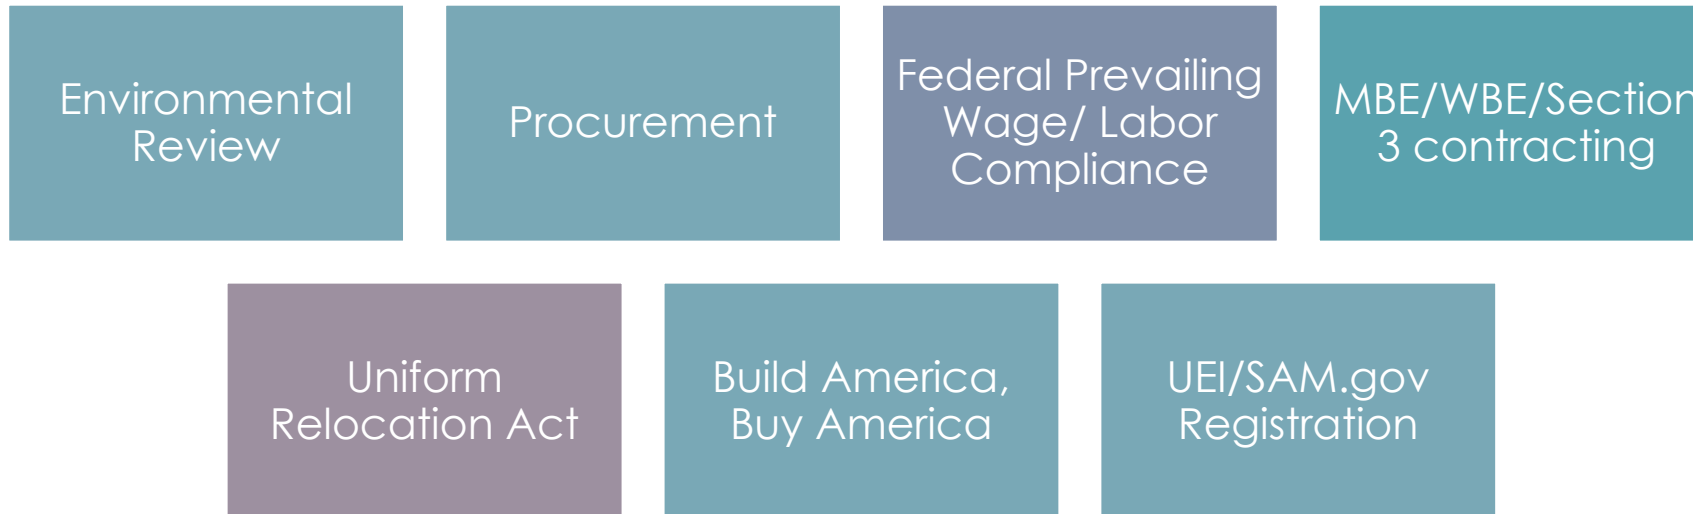 Environmental
Review
Procurement
Federal Prevailing
Wage/ Labor
Compliance
MBE/WBE/Section
3 contracting
Uniform
Relocation Act
Build America,
Buy America
UEI/SAM.gov
Registration